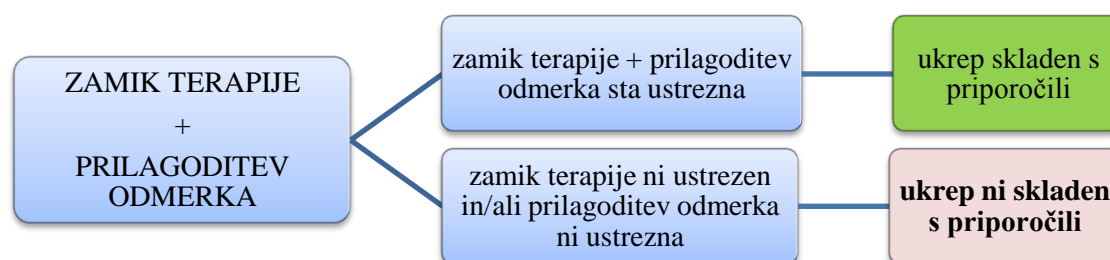 ZAMIK TERAPIJE
+
PRILAGODITEV
ODMERKA
zamik terapije + prilagoditev
odmerka sta ustrezna
ukrep skladen s
priporočili
zamik terapije ni ustrezen
in/ali prilagoditev odmerka
ni ustrezna
ukrep ni skladen
s priporočili